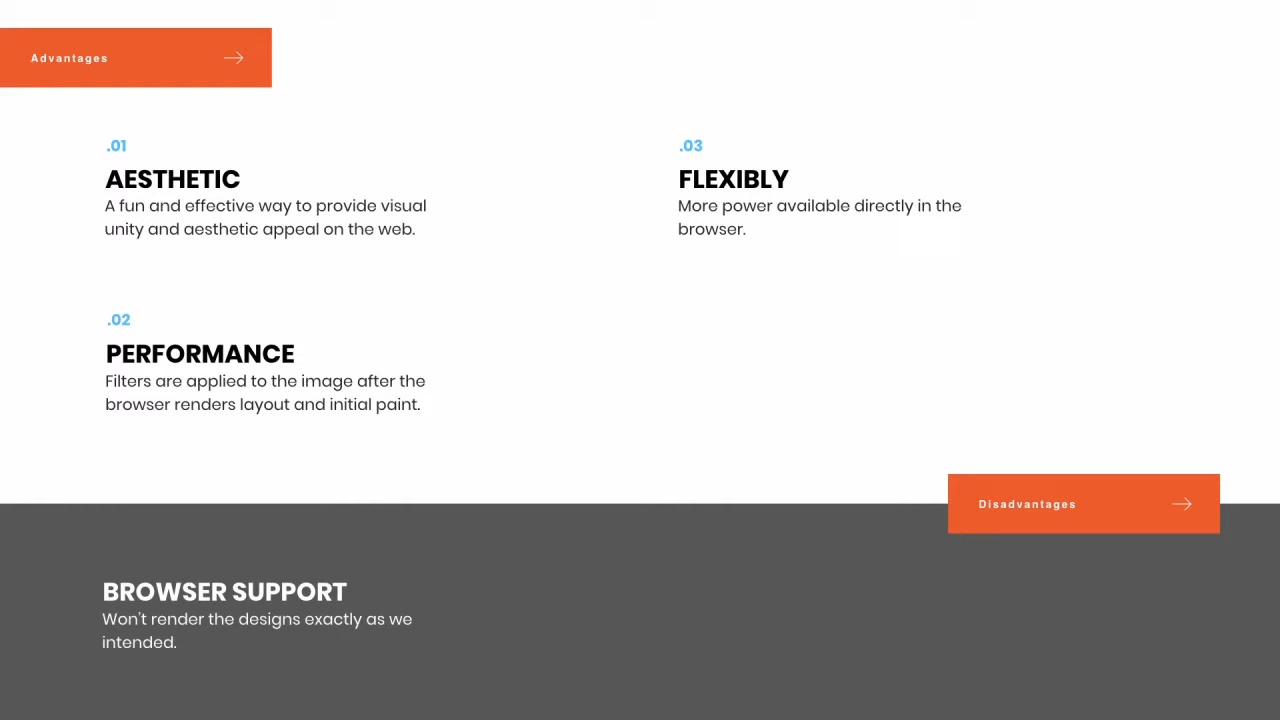 Advantages
.01
AESTHETIC
A fun and effective way to provide visual
unity and aesthetic appeal on the web.
.02
PERFORMANCE
Filters are applied to the image after the
browser renders layout and initial paint.
.03
FLEXIBLY
More power available directly in the
browser.
Disadvantages
BROWSER SUPPORT
Won't render the designs exactly as we
intended.